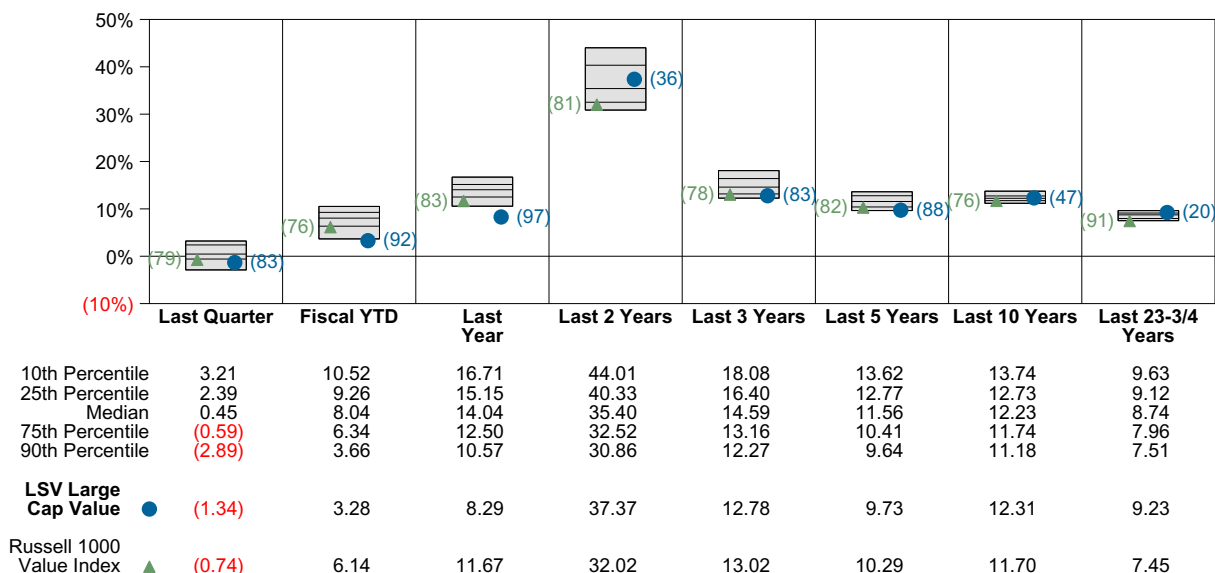 50%
40%
30%
20%
10%
0%
(10%)
(79) (83)
(76) (92)
(83) (97)
(81) (36)
(78) (83)
(82) (88)
(76) (47)
(91) (20)
Last Quarter Fiscal YTD Last Year Last 2 Years Last 3 Years Last 5 Years Last 10 Years Last 23-3/4 Years
10th Percentile 3.21 10.52 16.71 44.01 18.08 13.62 13.74 9.63
25th Percentile 2.39 9.26 15.15 40.33 16.40 12.77 12.73 9.12
Median 0.45 8.04 14.04 35.40 14.59 11.56 12.23 8.74
75th Percentile (0.59) 6.34 12.50 32.52 13.16 10.41 11.74 7.96
90th Percentile (2.89) 3.66 10.57 30.86 12.27 9.64 11.18 7.51
LSV Large
Cap Value (1.34) 3.28 8.29 37.37 12.78 9.73 12.31 9.23
Russell 1000
Value Index (0.74) 6.14 11.67 32.02 13.02 10.29 11.70 7.45